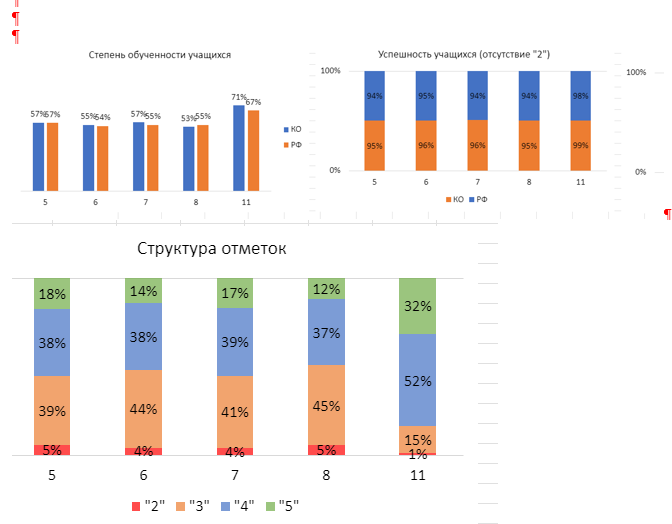 ¶
¶
¶
Степень обученности учащихся
57% 57% 55% 54% 57% 55% 53% 55% 71% 67%
5 6 7 8 11
КО
РФ
Успешность учащихся (отсутствие "2")
100%
94% 95% 94% 94% 98%
95% 96% 96% 95% 99%
0%
5 6 7 8 11
КО РФ
100%
0%
¶
Структура отметок
18% 14% 17% 12% 32%
38% 38% 39% 37% 52%
39% 44% 41% 45% 15%
5% 4% 4% 5% 1%
5 6 7 8 11
"2" "3" "4" "5"